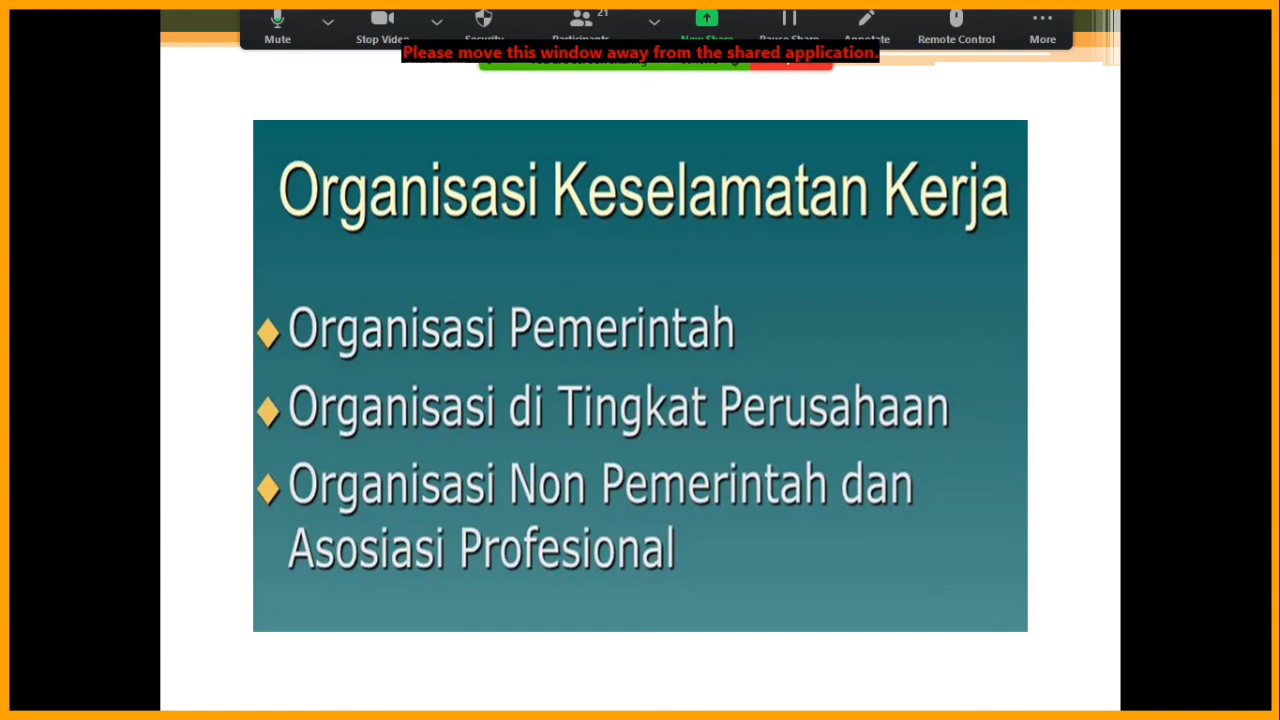 21
Mute
Stop Video
Security
Participants
New Share
Pause Share
Annotate
Remote Control
More
Please move this window away from the shared application.
Organisasi Keselamatan Kerja
Organisasi Pemerintah
Organisasi di Tingkat Perusahaan
Organisasi Non Pemerintah dan
Asosiasi Profesional